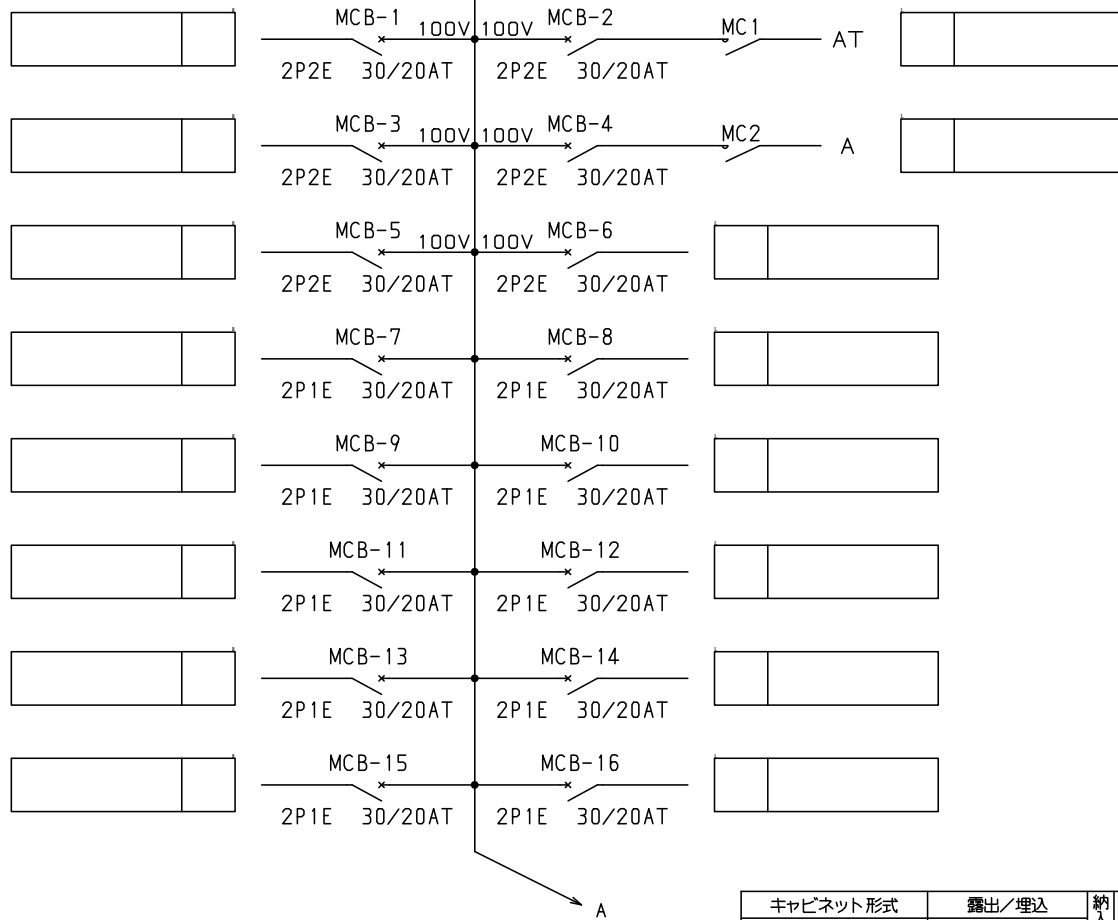 MCB-1 100V 100V MCB-2 MC1 AT
2P2E 30/20AT 2P2E 30/20AT
MCB-3 100V 100V MCB-4 MC2 A
2P2E 30/20AT 2P2E 30/20AT
MCB-5 100V 100V MCB-6
2P2E 30/20AT 2P2E 30/20AT
MCB-7 MCB-8
2P1E 30/20AT 2P1E 30/20AT
MCB-9 MCB-10
2P1E 30/20AT 2P1E 30/20AT
MCB-11 MCB-12
2P1E 30/20AT 2P1E 30/20AT
MCB-13 MCB-14
2P1E 30/20AT 2P1E 30/20AT
MCB-15 MCB-16
2P1E 30/20AT 2P1E 30/20AT
A
キャビネット形式 露出/埋込 納